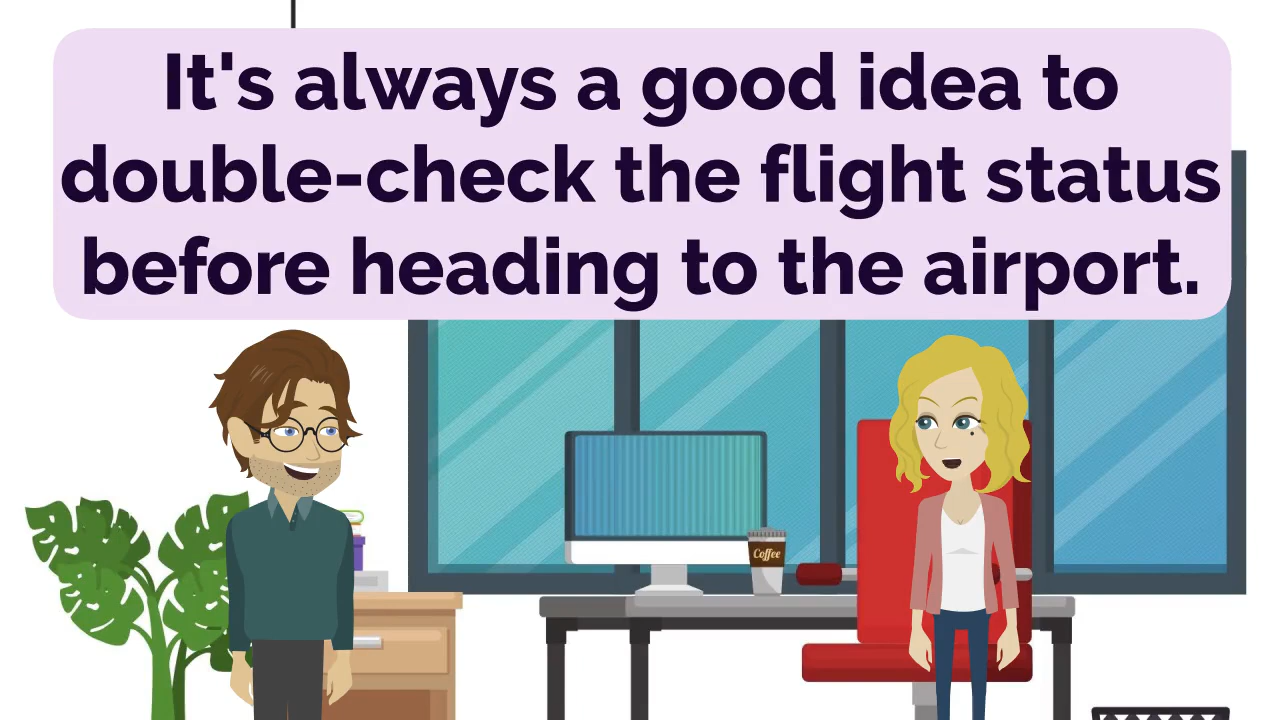 It's always a good idea to
double-check the flight status
before heading to the airport.
Coffee